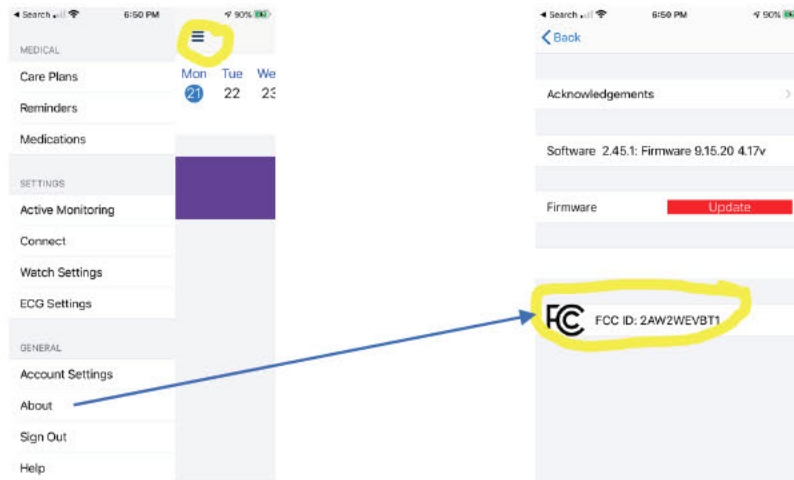 Search 6:50 PM 90%
MEDICAL
Care Plans
Reminders
Medications
SETTINGS
Active Monitoring
Connect
Watch Settings
ECG Settings
GENERAL
Account Settings
About
Sign Out
Help
Mon Tue We
21 22 23
Search 6:50 PM 90%
Back
Acknowledgements
Software 2.45.1: Firmware 9.15.20 4.17v
Firmware Update
FC FCC ID: 2AW2WEVBT1